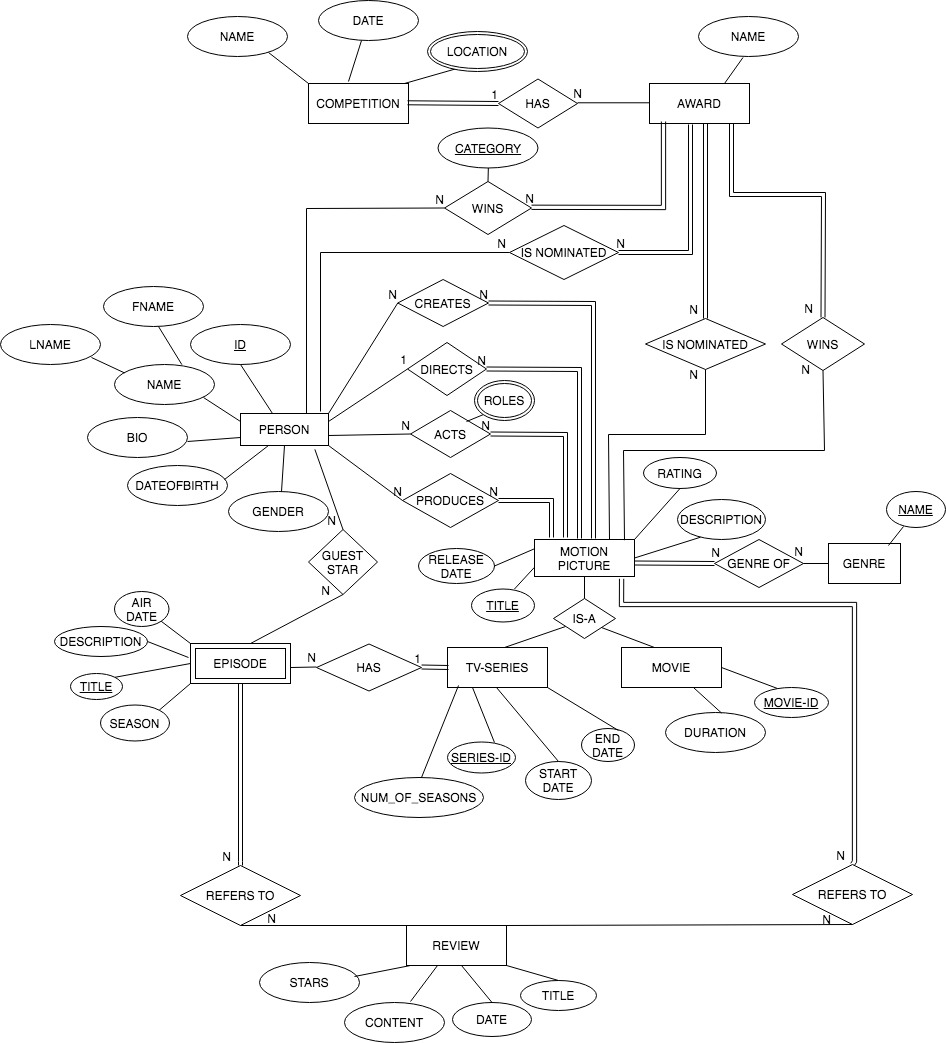 DATE
NAME
NAME
LOCATION
COMPETITION
1
HAS
N
AWARD
CATEGORY
N
WINS
N
N
IS NOMINATED
N
FNAME
N
CREATES
N
N
N
LNAME
ID
IS NOMINATED
WINS
1
DIRECTS
N
N
N
NAME
ROLES
PERSON
N
ACTS
N
BIO
RATING
DATEOFBIRTH
N
PRODUCES
N
GENDER
NAME
N
DESCRIPTION
GUEST
STAR
MOTION
PICTURE
N
GENRE OF
N
GENRE
RELEASE
DATE
N
TITLE
AIR
DATE
IS-A
DESCRIPTION
EPISODE
N
HAS
1
TV-SERIES
MOVIE
TITLE
MOVIE-ID
SEASON
DURATION
SERIES-ID
END
DATE
START
DATE
NUM_OF_SEASONS
N
N
REFERS TO
REFERS TO
N
N
REVIEW
STARS
TITLE
CONTENT
DATE